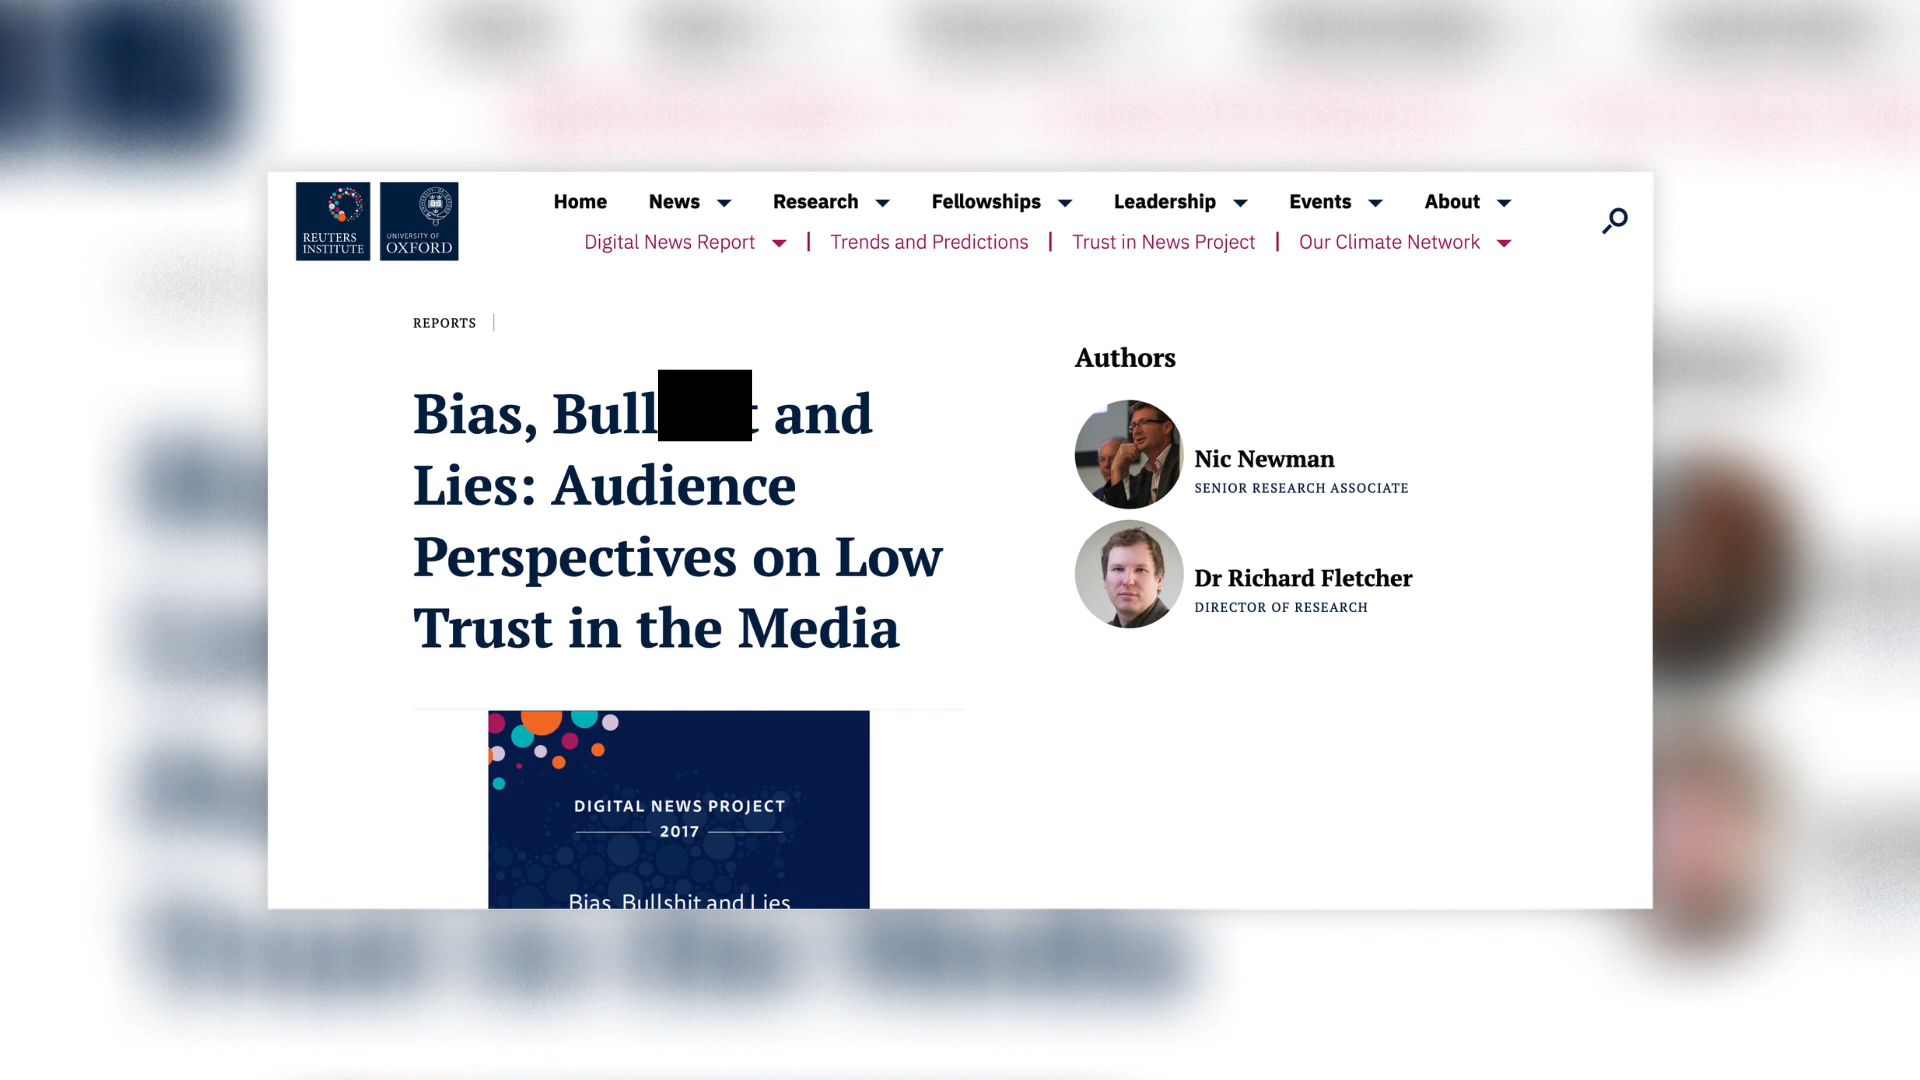 REUTERS
INSTITUTE
UNIVERSITY OF
OXFORD
Home News Research Fellowships Leadership Events About
Digital News Report | Trends and Predictions | Trust in News Project | Our Climate Network
REPORTS
Bias, Bull t and
Lies: Audience
Perspectives on Low
Trust in the Media
Authors
Nic Newman
SENIOR RESEARCH ASSOCIATE
Dr Richard Fletcher
DIRECTOR OF RESEARCH
DIGITAL NEWS PROJECT
2017
Bias, Bullshit and Lies